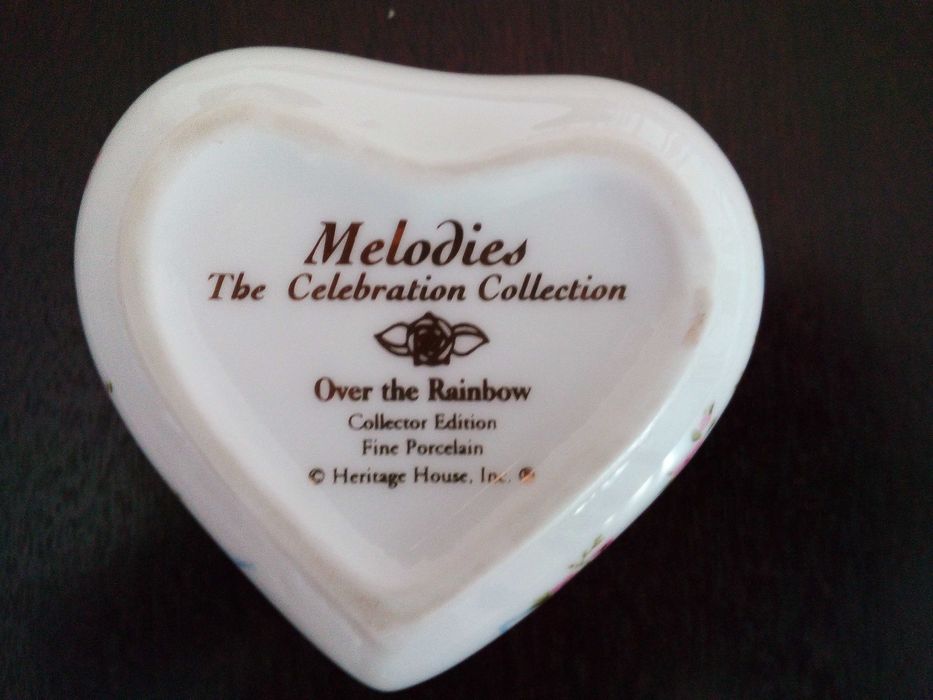 Melodies
The Celebration Collection
Over the Rainbow
Collector Edition
Fine Porcelain
© Heritage House, Inc. ®